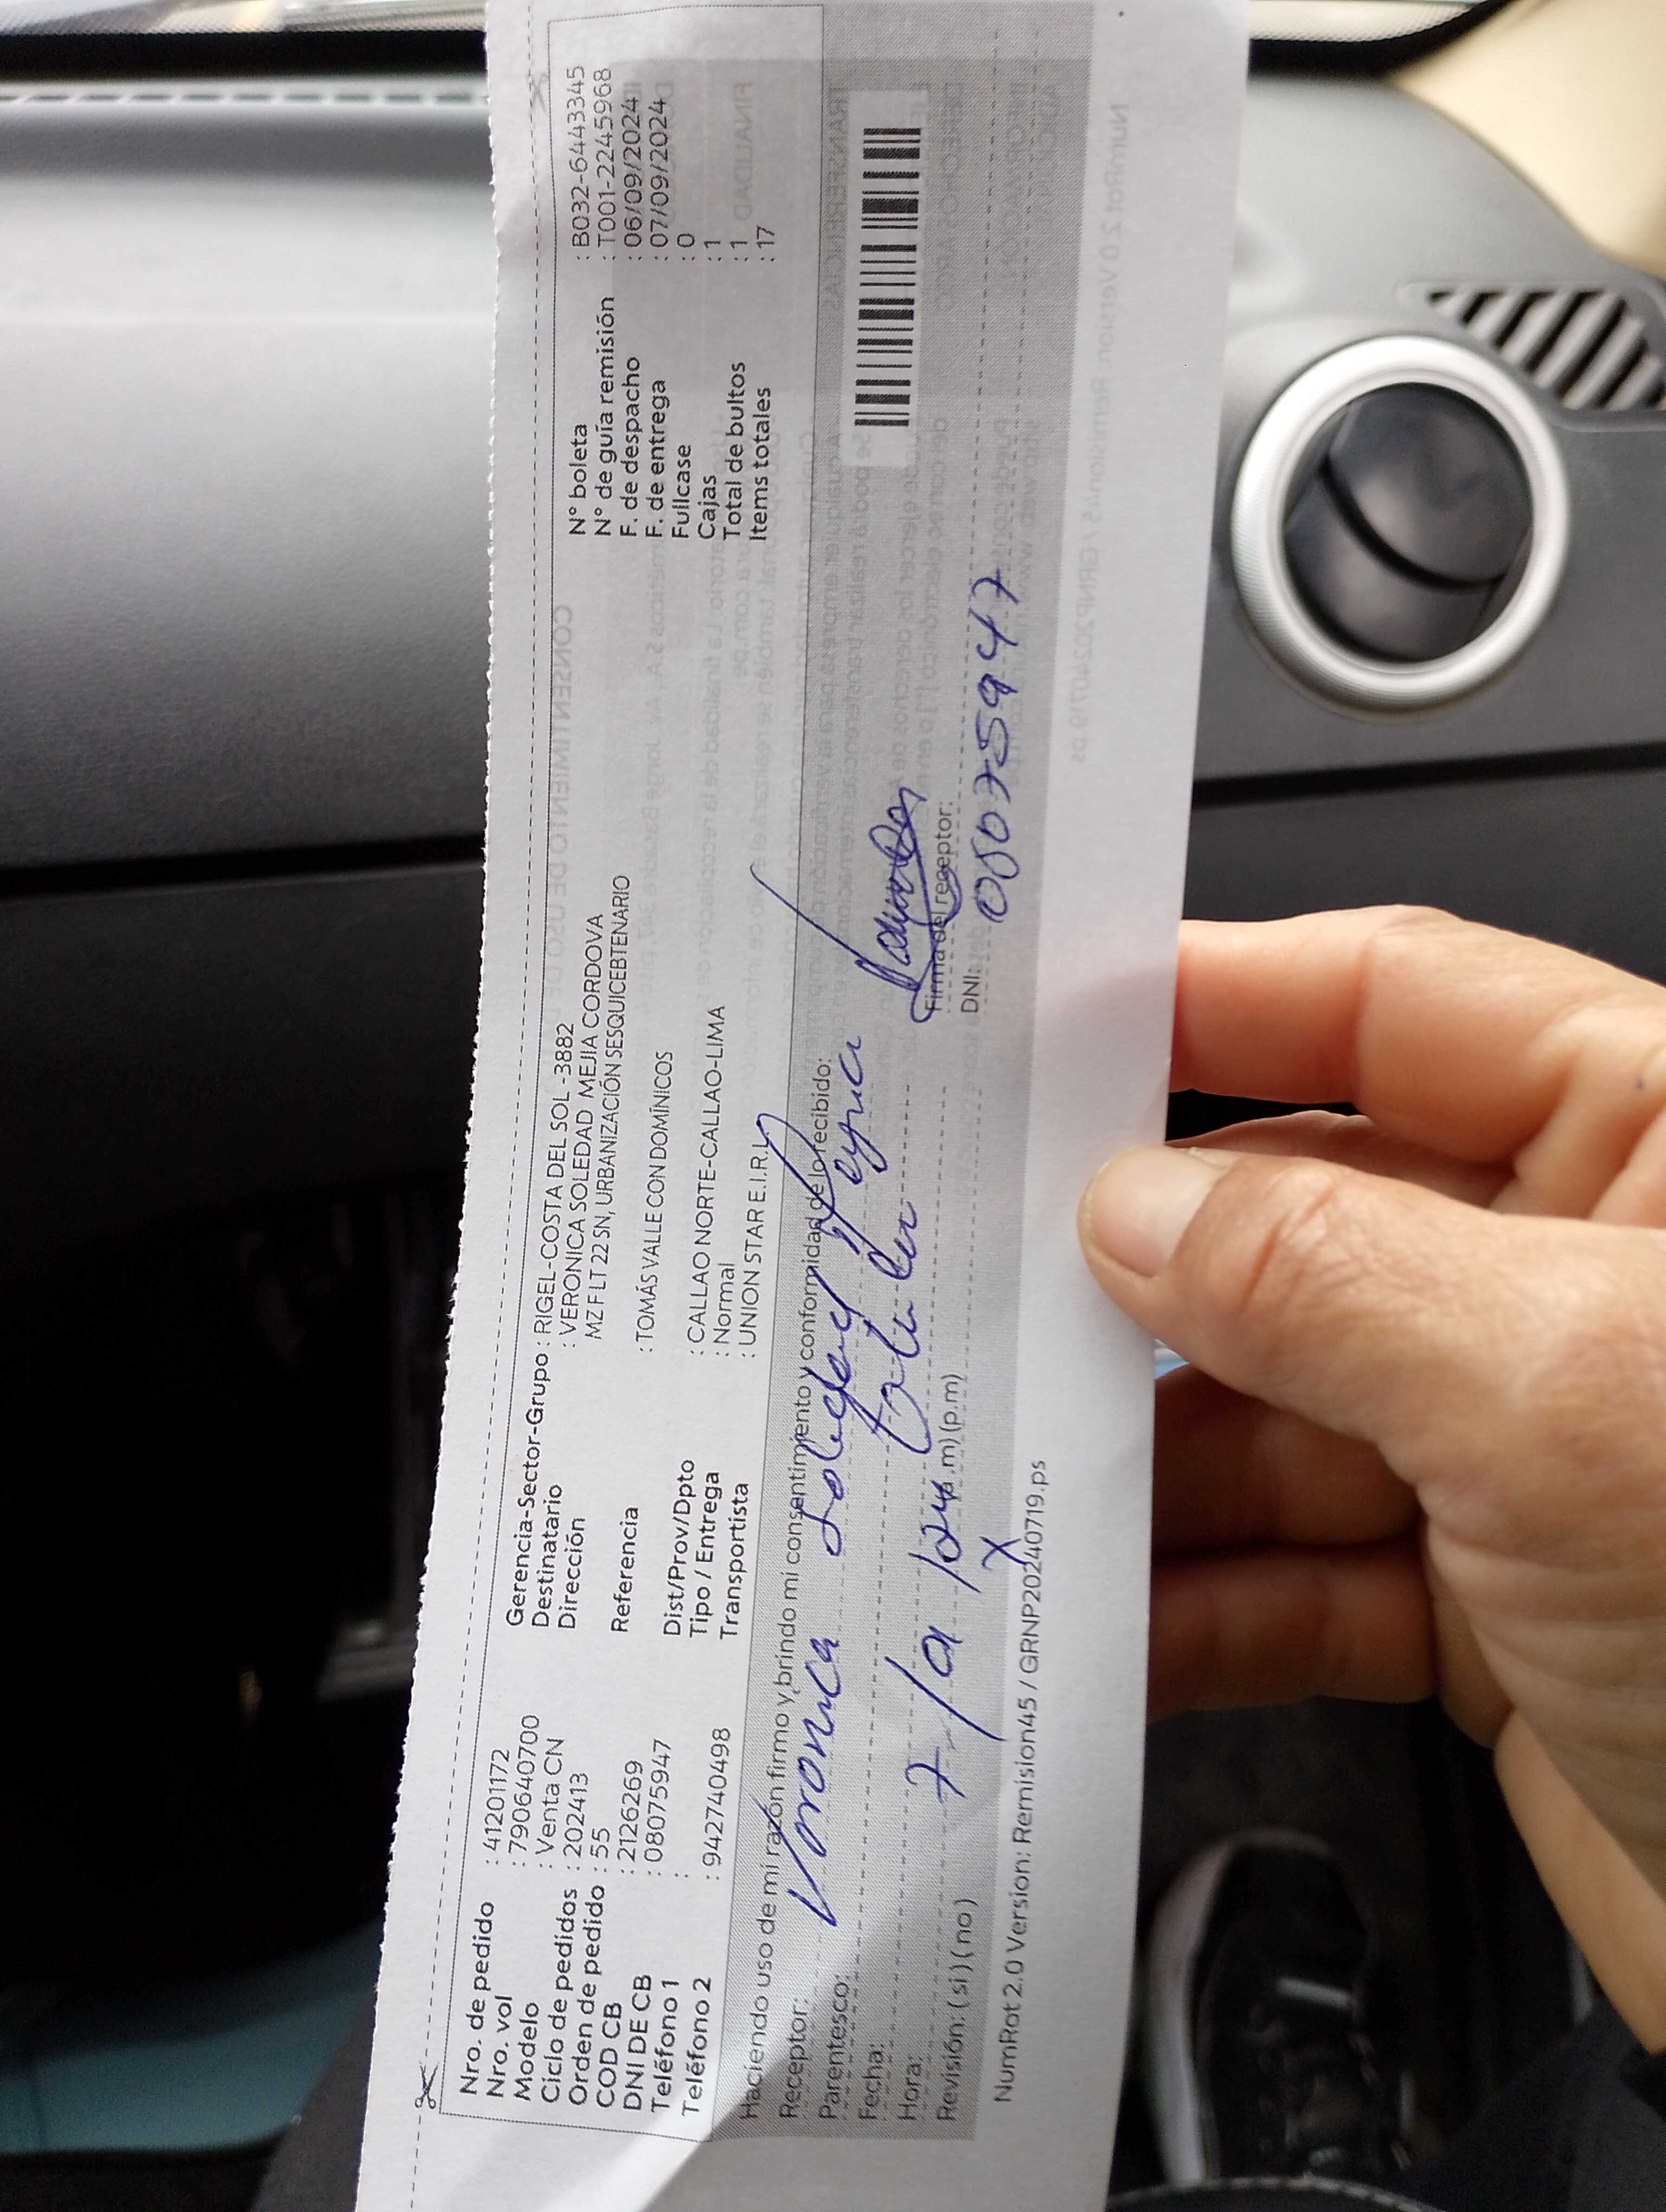 Nro. de pedido : 41201172
Nro. vol : 790640700
Modelo : Venta CN
Ciclo de pedidos : 202413
Orden de pedido : 55
COD CB : 2126269
DNI DE CB : 08075947
Teléfono 1 :
Teléfono 2 : 942740498
Gerencia-Sector-Grupo : RIGEL-COSTA DEL SOL -3882
Destinatario : VERONICA SOLEDAD MEJIA CORDOVA
Dirección MZ F LT 22 SN, URBANIZACIÓN SESQUICEBTENARIO
Referencia : TOMÁS VALLE CON DOMÍNICOS
Dist/Prov/Dpto : CALLAO NORTE-CALLAO-LIMA
Tipo / Entrega : Normal
Transportista : UNION STAR E.I.R.L
N° boleta : B032-6443345
N° de guía remisión : T001-2245968
F. de despacho : 06/09/2024
F. de entrega : 07/09/2024
Fullcase : 0
Cajas : 1
Total de bultos : 1
Items totales : 17
Haciendo uso de mi razón firmo y brindo mi consentimiento y conformidad de lo recibido:
Receptor: Veronica Soledad Mejia
Parentesco: titular
Fecha: 7/9
Hora: (a.m) (p.m)
Revisión: (si) (no) X
Firma del receptor:
DNI: 08075947
NumRot 2.0 Version: Remision45 / GRNP20240719.ps